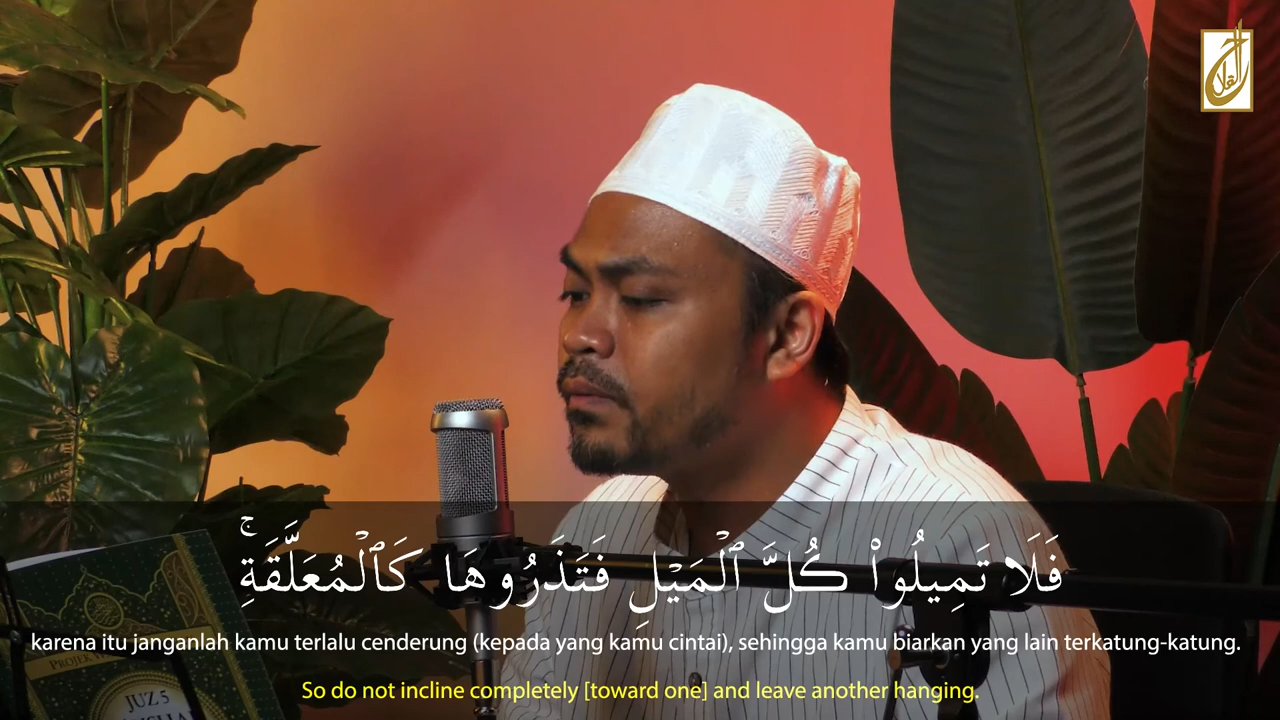 فَلَا تَمِيلُوا۟ كُلَّ ٱلْمَيْلِ فَتَذَرُوهَا كَٱلْمُعَلَّقَةِ ۚ
karena itu janganlah kamu terlalu cenderung (kepada yang kamu cintai), sehingga kamu biarkan yang lain terkatung-katung.
So do not incline completely [toward one] and leave another hanging.
JUZ 5